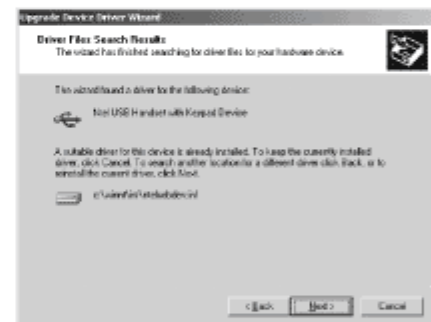 Upgrade Device Driver Wizard
Driver Files Search Results
The wizard has finished searching for driver files for your hardware device.
The wizard found a driver for the following device:
USB Handset with Keypad Device
A suitable driver for this device is already installed. To keep the currently installed
driver, click Cancel. To search another location for a different driver click Back, or to
reinstall the current driver, click Next.
< Back
Next >
Cancel